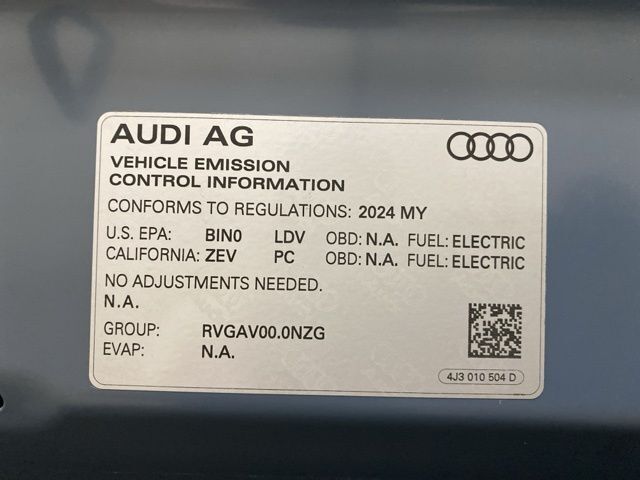 AUDI AG
VEHICLE EMISSION
CONTROL INFORMATION
CONFORMS TO REGULATIONS: 2024 MY
U.S. EPA: BIN0 LDV OBD: N.A. FUEL: ELECTRIC
CALIFORNIA: ZEV PC OBD: N.A. FUEL: ELECTRIC
NO ADJUSTMENTS NEEDED.
N.A.
GROUP: RVGAV00.0NZG
EVAP: N.A.
4J3 010 504 D